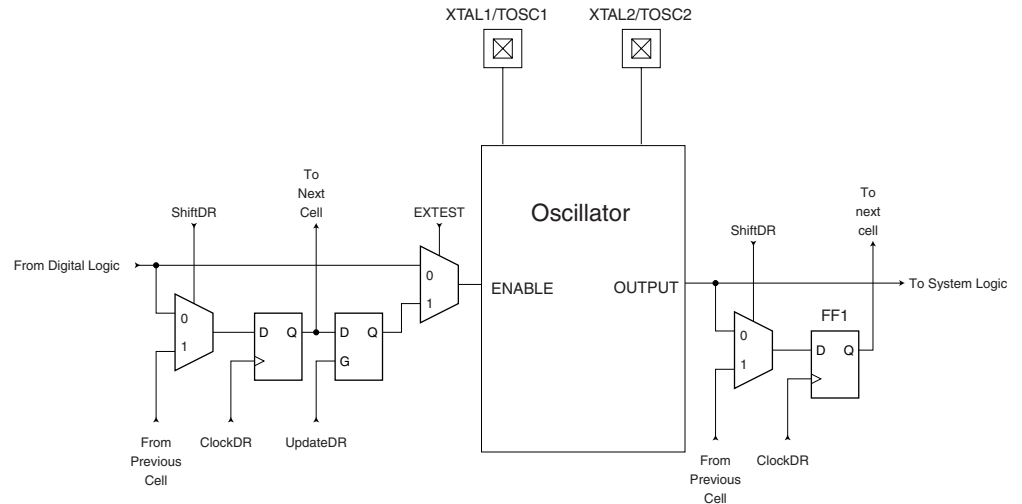 XTAL1/TOSC1
XTAL2/TOSC2
To
Next
Cell
ShiftDR
EXTEST
From Digital Logic
0
1
D Q
D Q
G
0
1
From
Previous
Cell
ClockDR
UpdateDR
Oscillator
ENABLE
OUTPUT
To
next
cell
ShiftDR
To System Logic
FF1
0
1
D Q
From
Previous
Cell
ClockDR